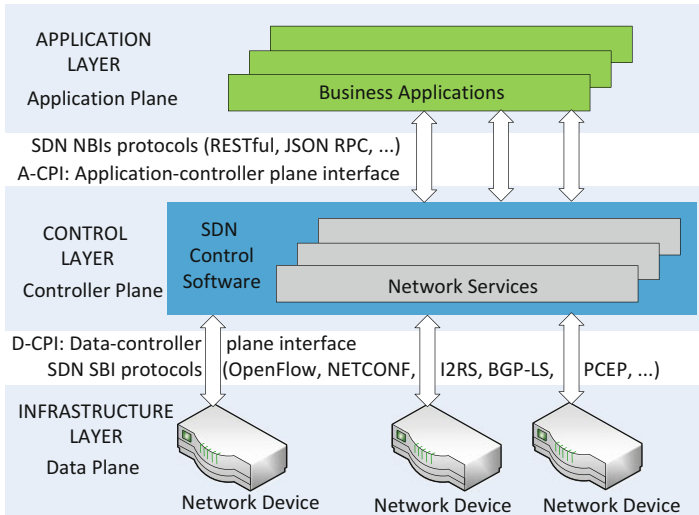 APPLICATION
LAYER
Application Plane
Business Applications
SDN NBIs protocols (RESTful, JSON RPC, ...)
A-CPI: Application-controller plane interface
CONTROL
LAYER
Controller Plane
SDN
Control
Software
Network Services
D-CPI: Data-controller plane interface
SDN SBI protocols (OpenFlow, NETCONF, I2RS, BGP-LS, PCEP, ...)
INFRASTRUCTURE
LAYER
Data Plane
Network Device
Network Device
Network Device